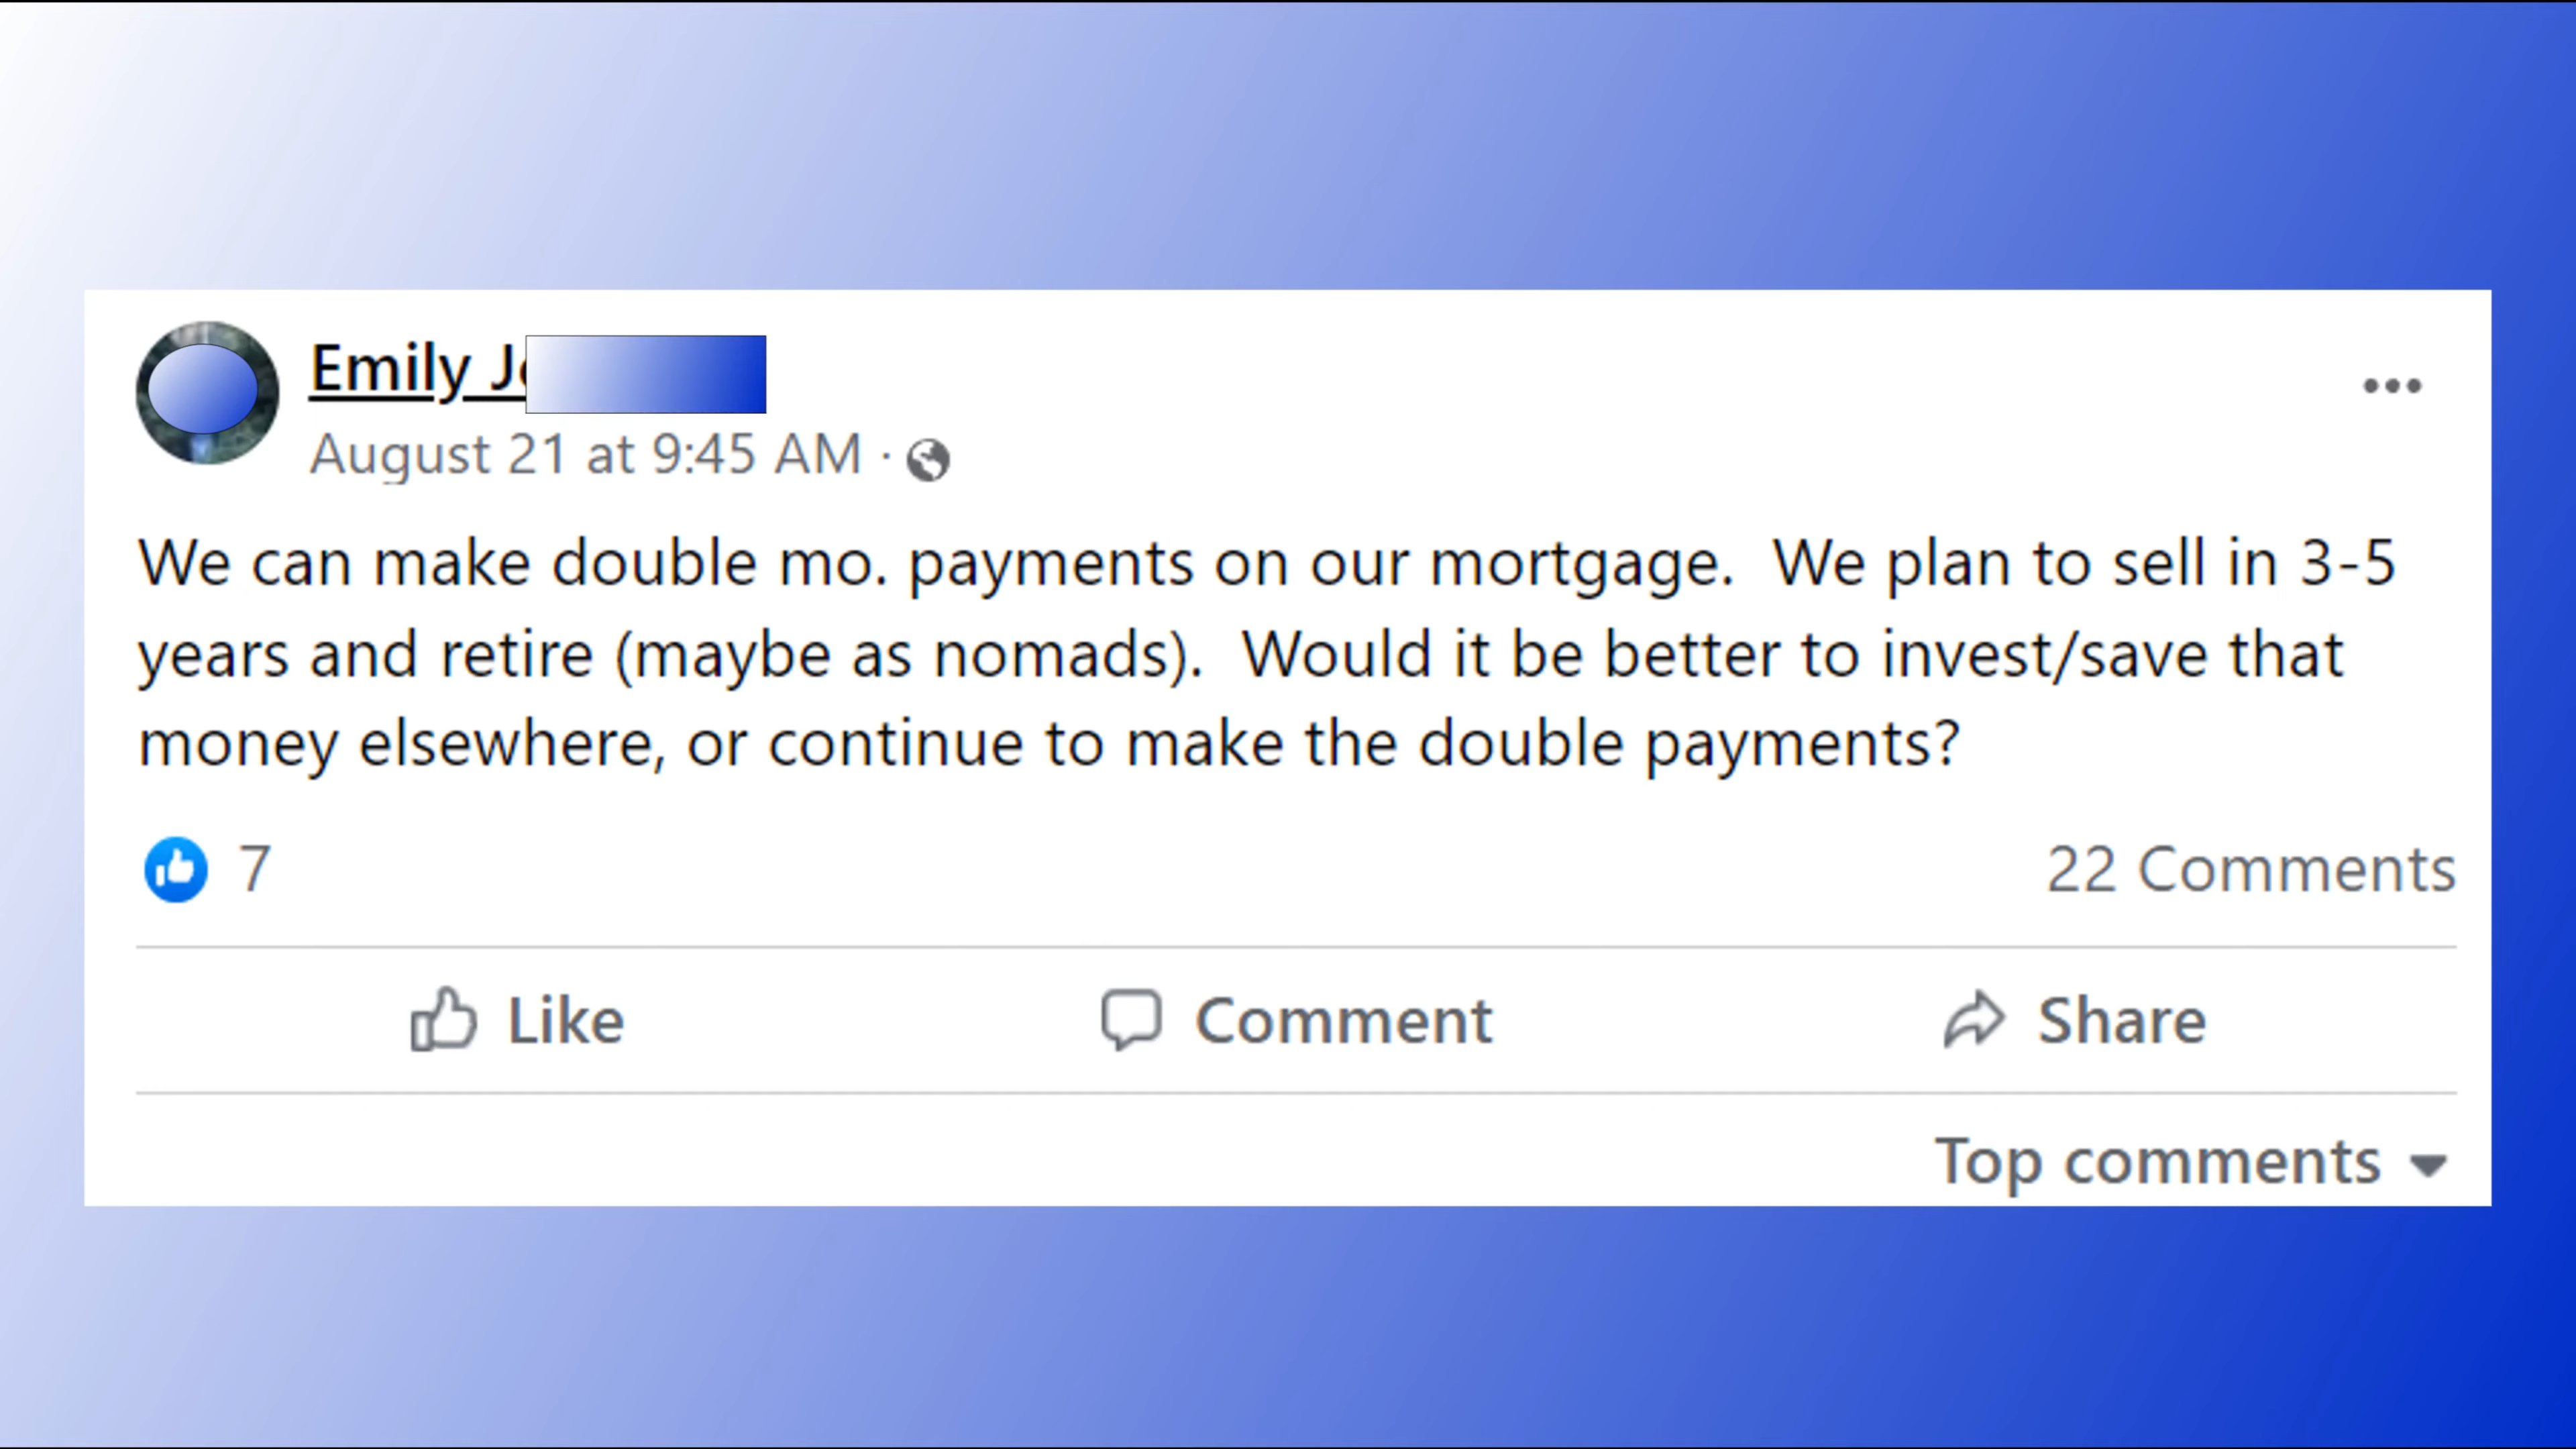 Emily
August 21 at 9:45 AM ·
We can make double mo. payments on our mortgage.  We plan to sell in 3-5
years and retire (maybe as nomads).  Would it be better to invest/save that
money elsewhere, or continue to make the double payments?
7
22 Comments
Like
Comment
Share
Top comments